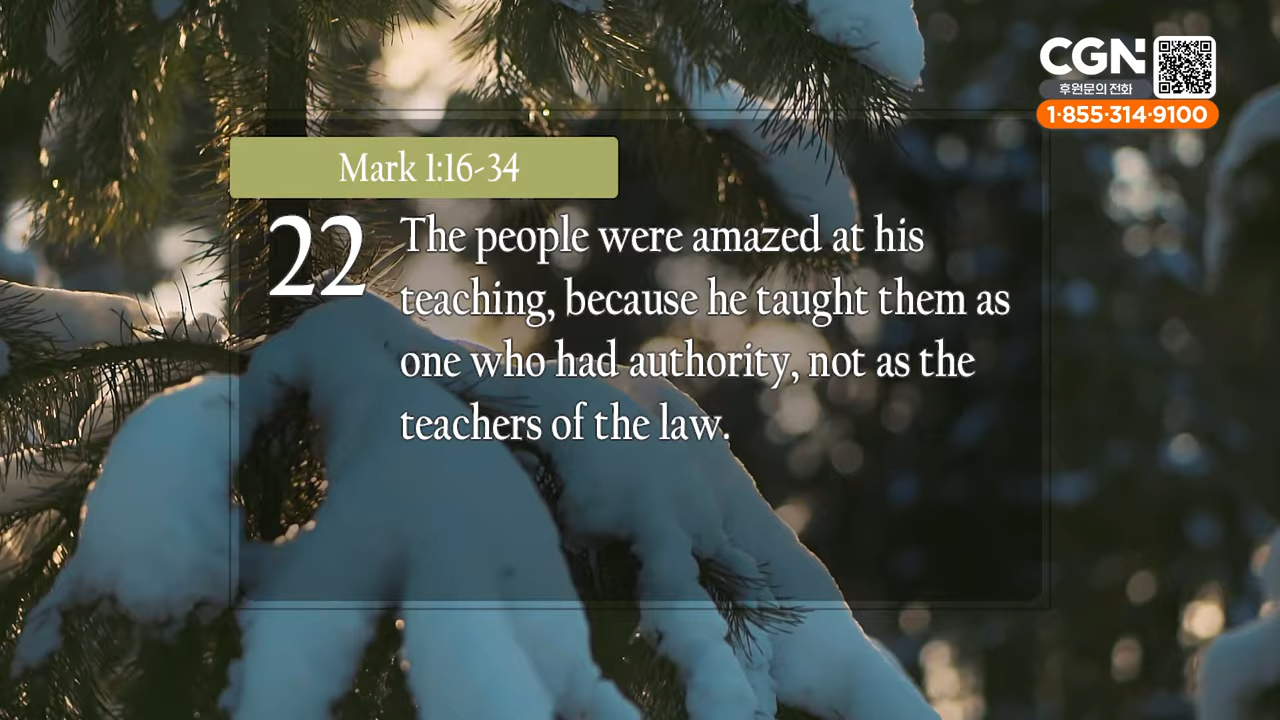 CGN
후원문의 전화
1·855·314·9100
Mark 1:16-34
22 The people were amazed at his
teaching, because he taught them as
one who had authority, not as the
teachers of the law.